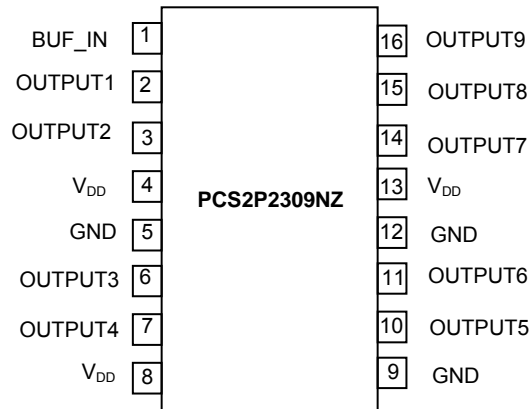 BUF_IN 1 16 OUTPUT9
OUTPUT1 2 15 OUTPUT8
OUTPUT2 3 14 OUTPUT7
VDD 4 PCS2P2309NZ 13 VDD
GND 5 12 GND
OUTPUT3 6 11 OUTPUT6
OUTPUT4 7 10 OUTPUT5
VDD 8 9 GND